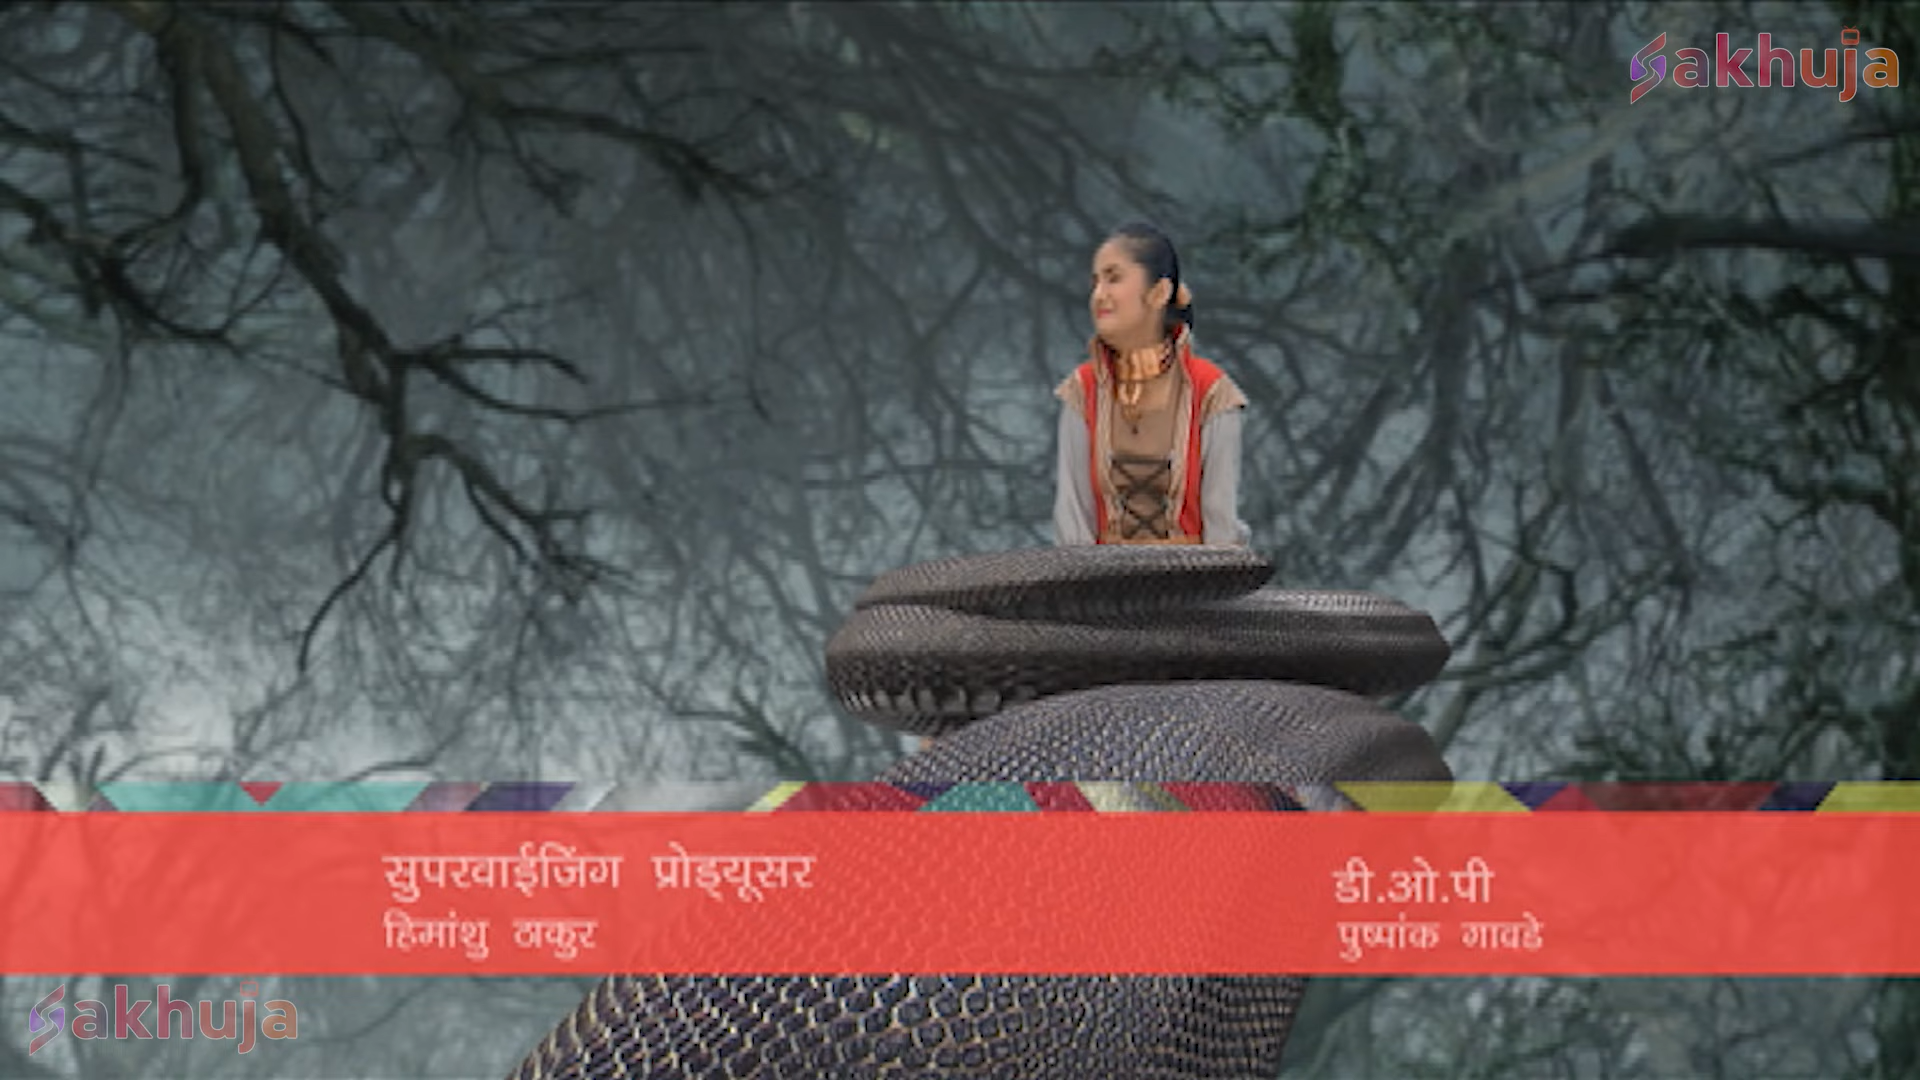 Sakhuja
सुपरवाईजिंग प्रोड्यूसर
हिमांशु ठाकुर
डी.ओ.पी
पुष्पांक गावडे
Sakhuja